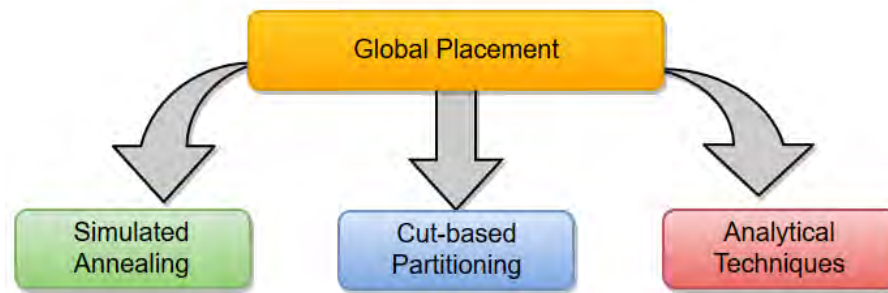 Global Placement
Simulated
Annealing
Cut-based
Partitioning
Analytical
Techniques